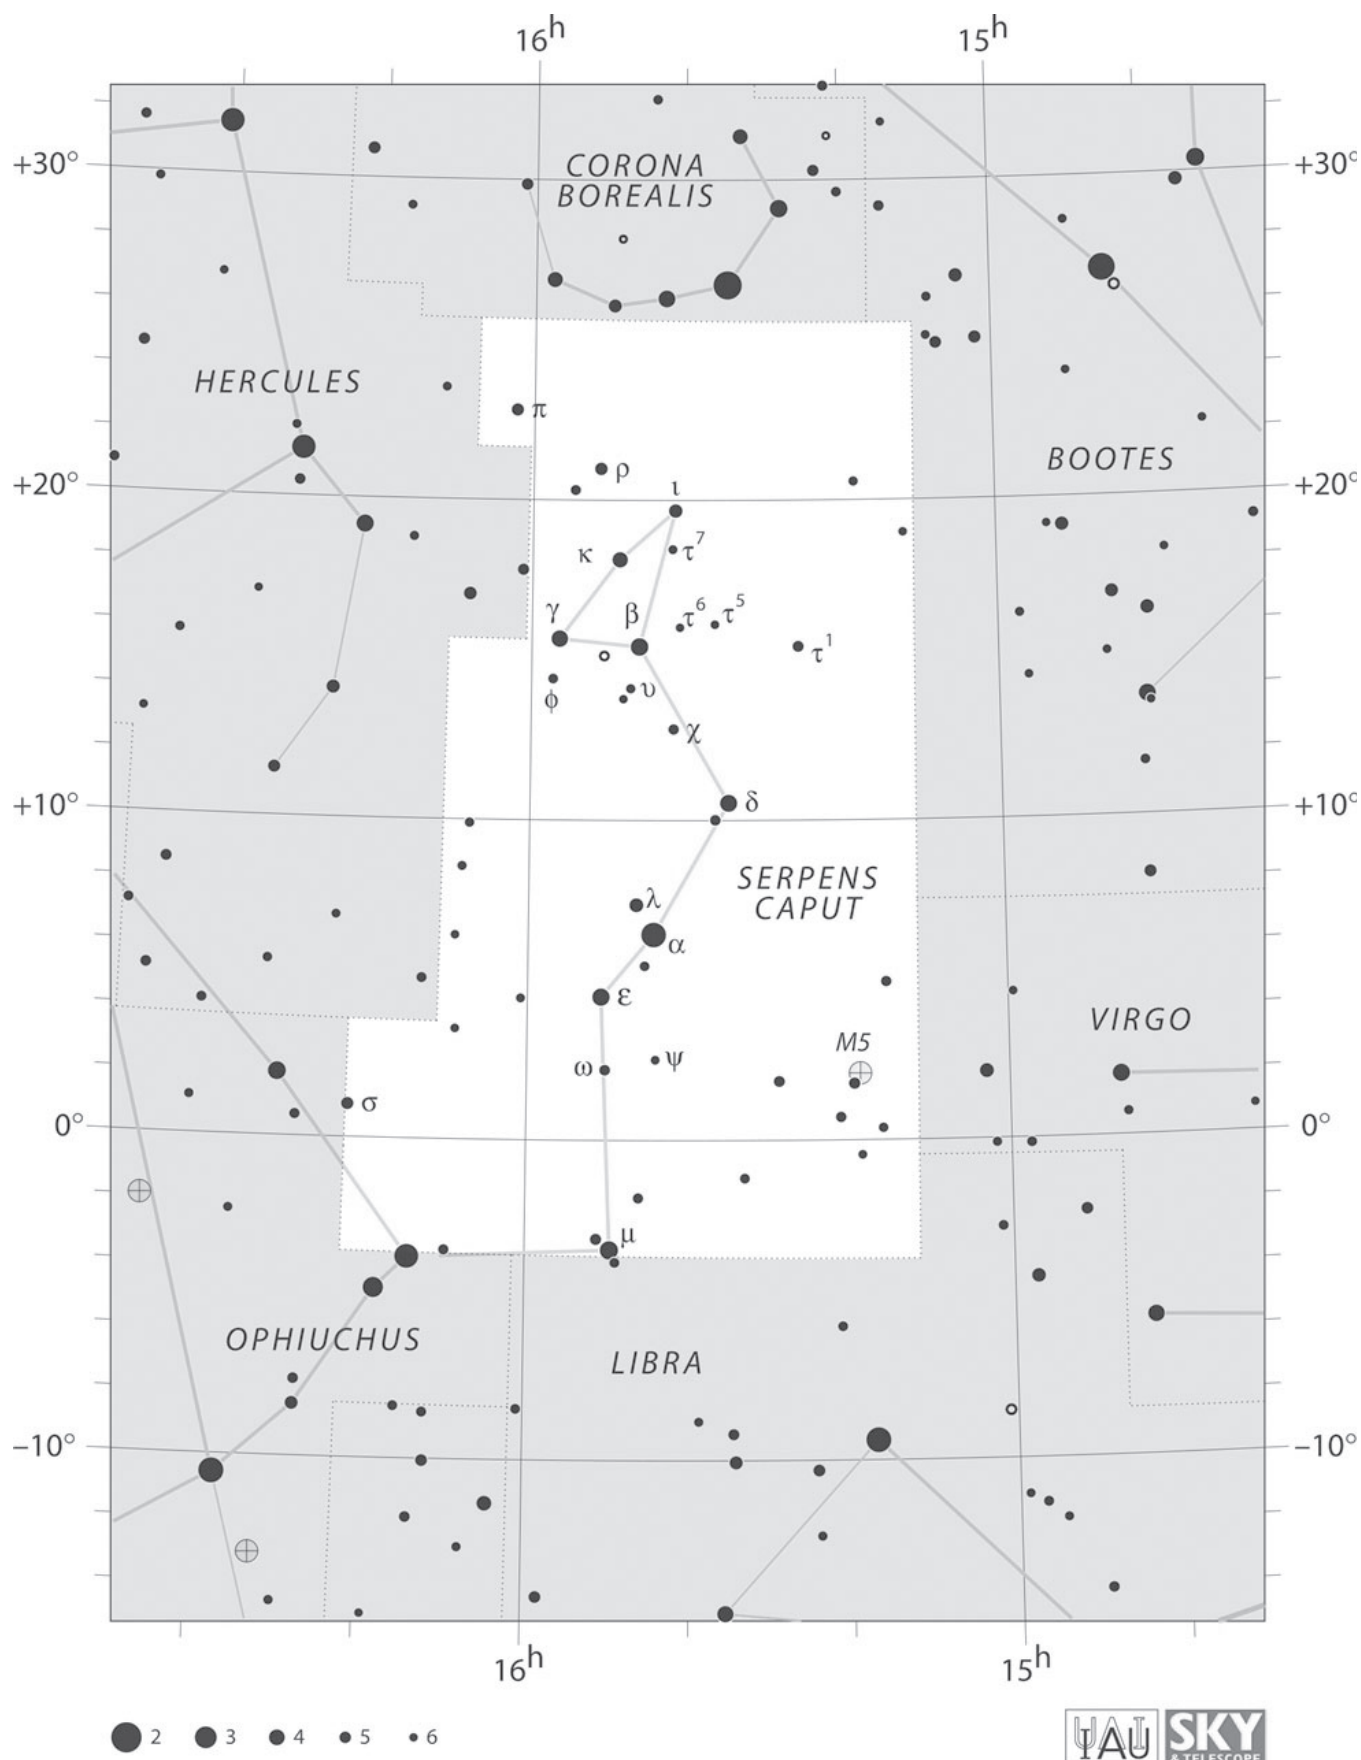 16h 15h
+30° +30°
CORONA
BOREALIS
HERCULES
π
BOOTES
ρ
+20° +20°
ι
κ τ7
γ β τ6 τ5
τ1
ϕ υ
χ
+10° δ +10°
SERPENS
CAPUT
λ
α
ε
VIRGO
M5
ω ψ
σ
0° 0°
μ
OPHIUCHUS
LIBRA
–10° –10°
16h 15h
2 3 4 5 6
IAU SKY
& TELESCOPE